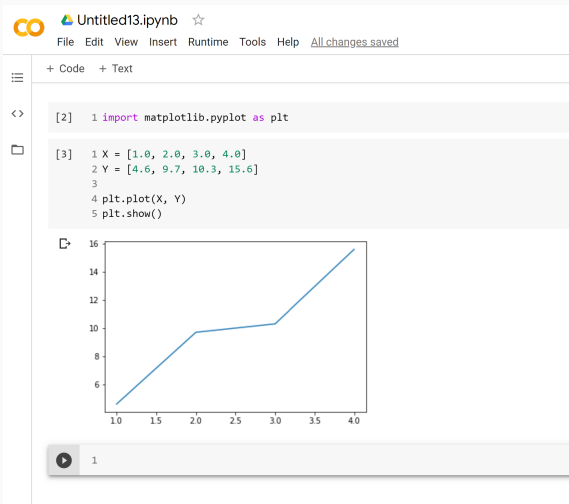 Untitled13.ipynb
File Edit View Insert Runtime Tools Help All changes saved
+ Code + Text
[2] 1 import matplotlib.pyplot as plt
[3] 1 X = [1.0, 2.0, 3.0, 4.0]
2 Y = [4.6, 9.7, 10.3, 15.6]
3
4 plt.plot(X, Y)
5 plt.show()
16
14
12
10
8
6
1.0 1.5 2.0 2.5 3.0 3.5 4.0
1